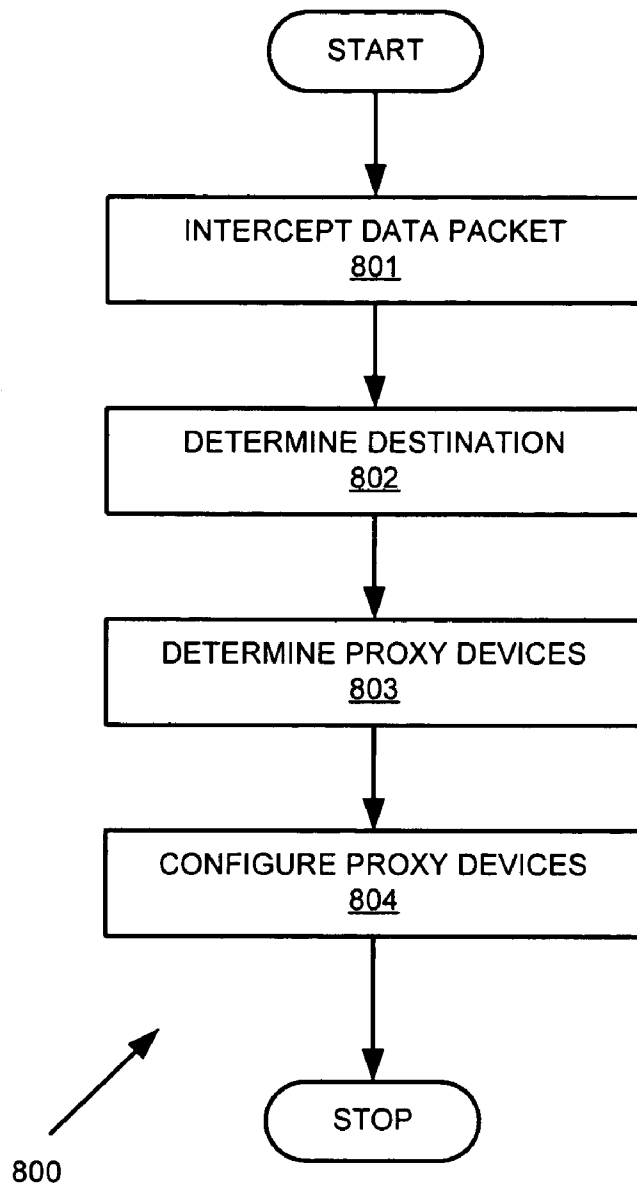 START
INTERCEPT DATA PACKET
801
DETERMINE DESTINATION
802
DETERMINE PROXY DEVICES
803
CONFIGURE PROXY DEVICES
804
STOP
800